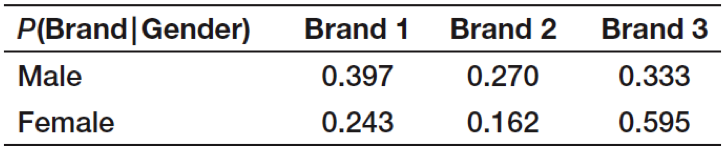 P(Brand|Gender) Brand 1 Brand 2 Brand 3
Male 0.397 0.270 0.333
Female 0.243 0.162 0.595